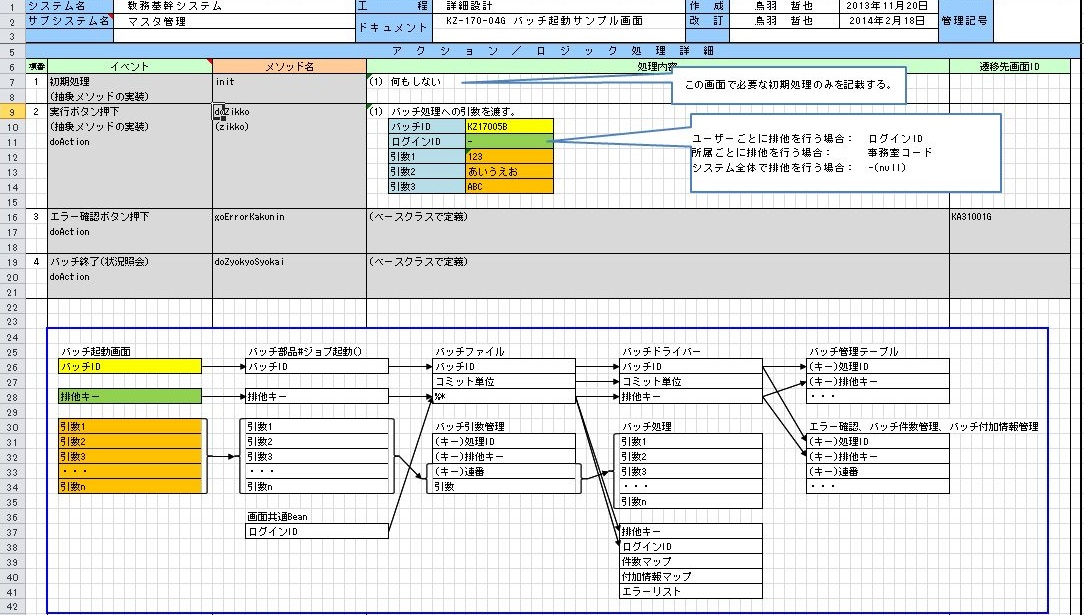 システム名 教務基幹システム 工程 詳細設計 作成 鳥羽 哲也 2013年11月20日 管理記号
サブシステム名 マスタ管理 ドキュメント KZ-170-04G バッチ起動サンプル画面 改訂 鳥羽 哲也 2014年2月18日
アクション/ロジック処理詳細
項番 イベント メソッド名 処理内容 遷移先画面ID
1 初期処理 init (1) 何もしない
(抽象メソッドの実装)
この画面で必要な初期処理のみを記載する。
2 実行ボタン押下 doZikko (1) バッチ処理への引数を渡す。
(抽象メソッドの実装) (zikko) バッチID KZ17005B
doAction ログインID -
引数1 123
引数2 あいうえお
引数3 ABC
ユーザーごとに排他を行う場合: ログインID
所属ごとに排他を行う場合: 事務室コード
システム全体で排他を行う場合: -(null)
3 エラー確認ボタン押下 goErrorKakunin (ベースクラスで定義) KA31001G
doAction
4 バッチ終了(状況照会) doZyokyoSyokai (ベースクラスで定義)
doAction
バッチ起動画面
バッチID
排他キー
引数1
引数2
引数3
・・・
引数n
バッチ部品#ジョブ起動()
バッチID
排他キー
引数1
引数2
引数3
・・・
引数n
画面共通Bean
ログインID
バッチファイル
バッチID
コミット単位
%*
バッチ引数管理
(キー)処理ID
(キー)排他キー
(キー)連番
引数
バッチドライバー
バッチID
コミット単位
排他キー
バッチ処理
引数1
引数2
引数3
・・・
引数n
排他キー
ログインID
件数マップ
付加情報マップ
エラーリスト
バッチ管理テーブル
(キー)処理ID
(キー)排他キー
・・・
エラー確認、バッチ件数管理、バッチ付加情報管理
(キー)処理ID
(キー)排他キー
(キー)連番
・・・